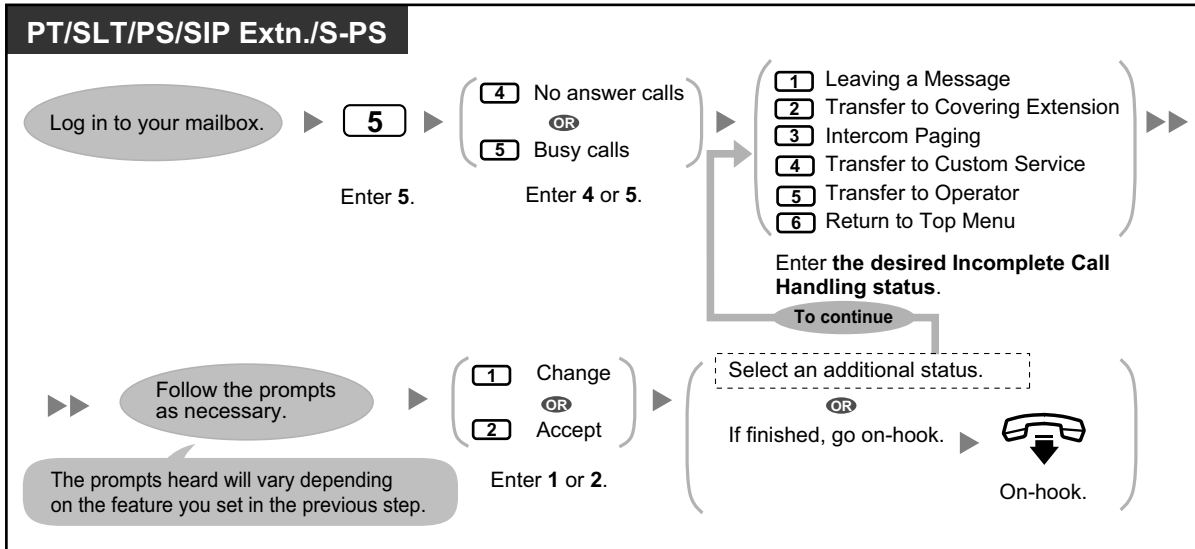 PT/SLT/PS/SIP Extn./S-PS
Log in to your mailbox.
5
Enter 5.
4 No answer calls
OR
5 Busy calls
Enter 4 or 5.
1 Leaving a Message
2 Transfer to Covering Extension
3 Intercom Paging
4 Transfer to Custom Service
5 Transfer to Operator
6 Return to Top Menu
Enter the desired Incomplete Call
Handling status.
To continue
Follow the prompts
as necessary.
The prompts heard will vary depending
on the feature you set in the previous step.
1 Change
OR
2 Accept
Enter 1 or 2.
Select an additional status.
OR
If finished, go on-hook.
On-hook.